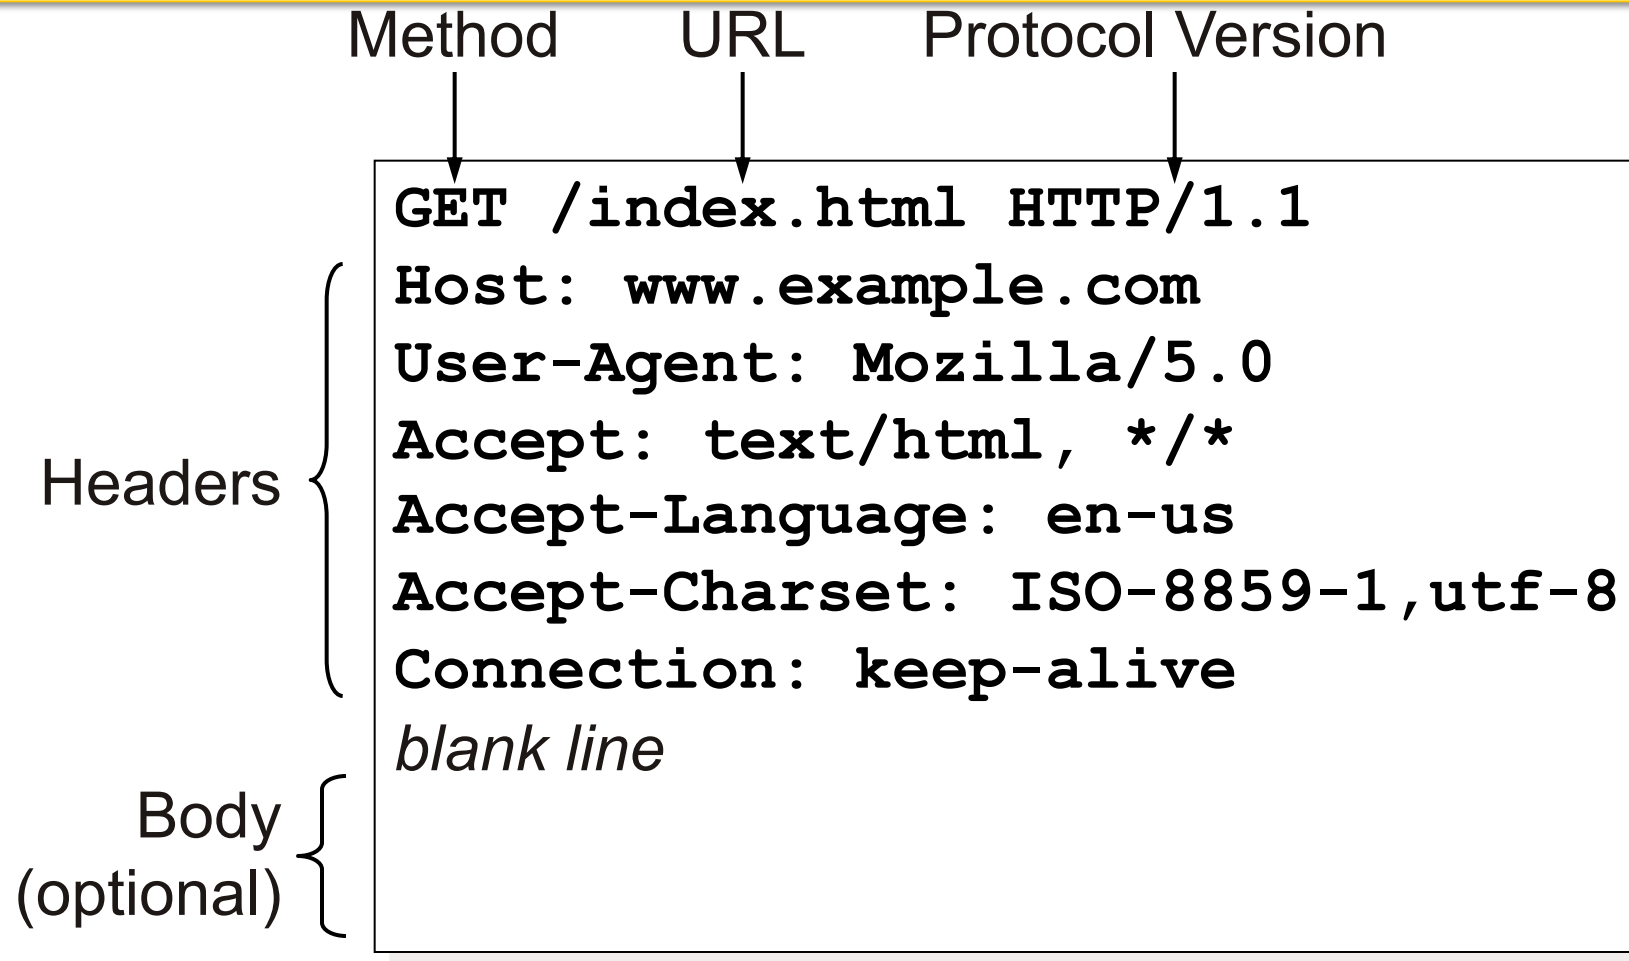 Method URL Protocol Version
GET /index.html HTTP/1.1
Host: www.example.com
User-Agent: Mozilla/5.0
Accept: text/html, */*
Headers
Accept-Language: en-us
Accept-Charset: ISO-8859-1,utf-8
Connection: keep-alive
blank line
Body
(optional)